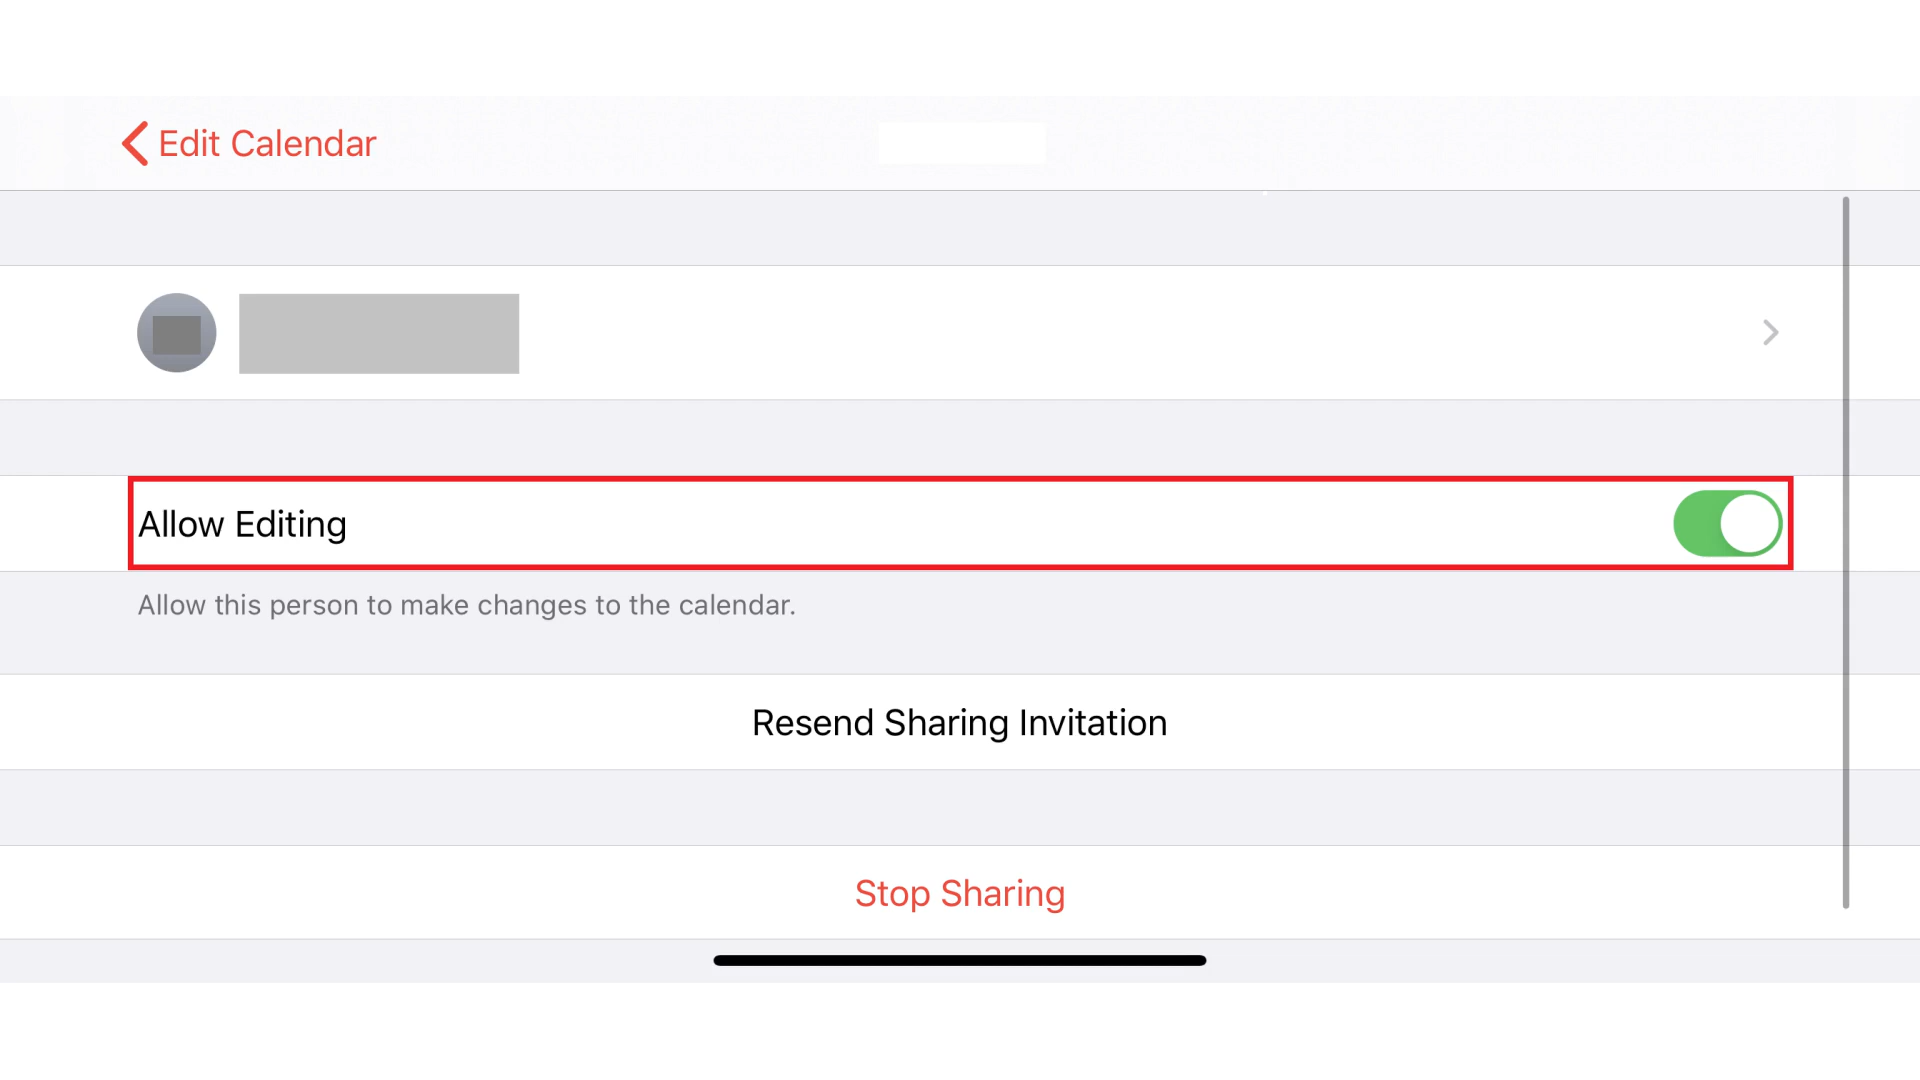 Edit Calendar
Allow Editing
Allow this person to make changes to the calendar.
Resend Sharing Invitation
Stop Sharing